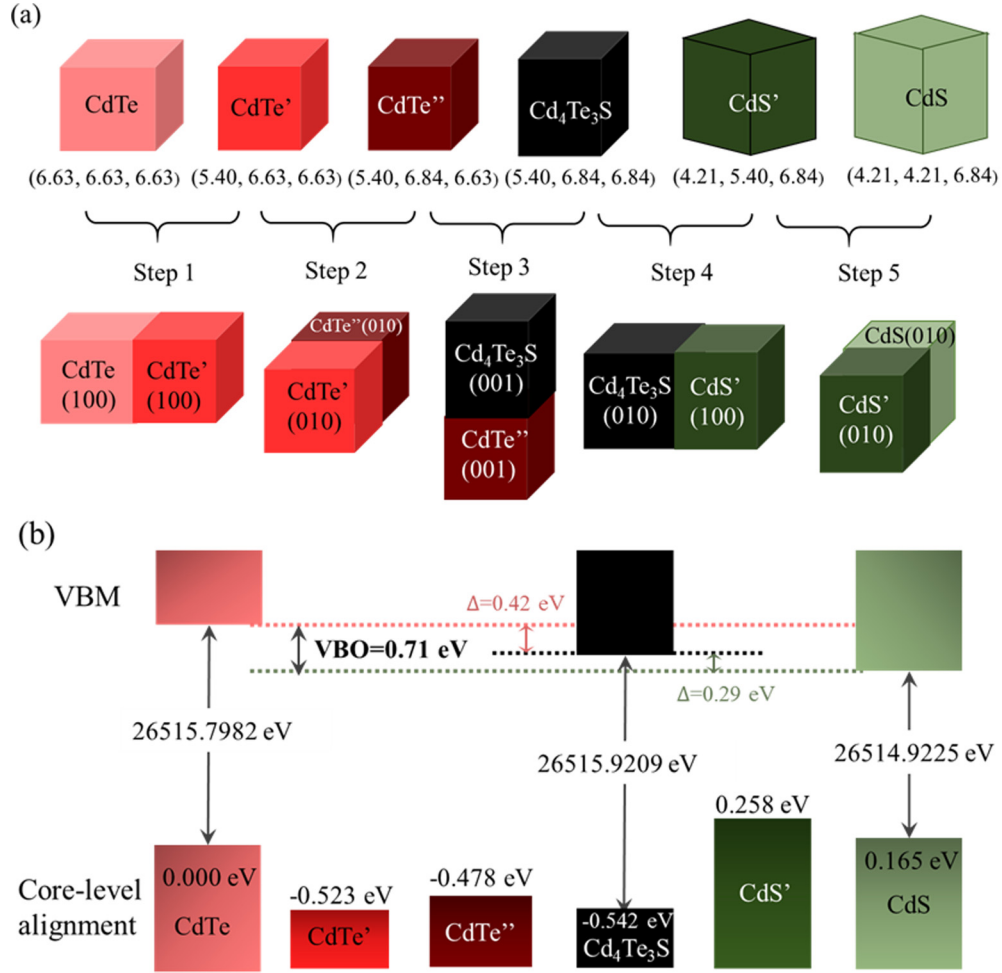 (a)
CdTe CdTe’ CdTe’’ Cd₄Te₃S CdS’ CdS
(6.63, 6.63, 6.63) (5.40, 6.63, 6.63) (5.40, 6.84, 6.63) (5.40, 6.84, 6.84) (4.21, 5.40, 6.84) (4.21, 4.21, 6.84)
Step 1 Step 2 Step 3 Step 4 Step 5
CdTe
(100)
CdTe’
(100)
CdTe’’(010)
CdTe’
(010)
Cd₄Te₃S
(001)
CdTe’’
(001)
Cd₄Te₃S
(010)
CdS’
(100)
CdS(010)
CdS’
(010)
(b)
VBM
Δ=0.42 eV
VBO=0.71 eV
Δ=0.29 eV
26515.7982 eV
26515.9209 eV
26514.9225 eV
Core-level
alignment
0.000 eV
CdTe
-0.523 eV
CdTe’
-0.478 eV
CdTe’’
-0.542 eV
Cd₄Te₃S
0.258 eV
CdS’
0.165 eV
CdS